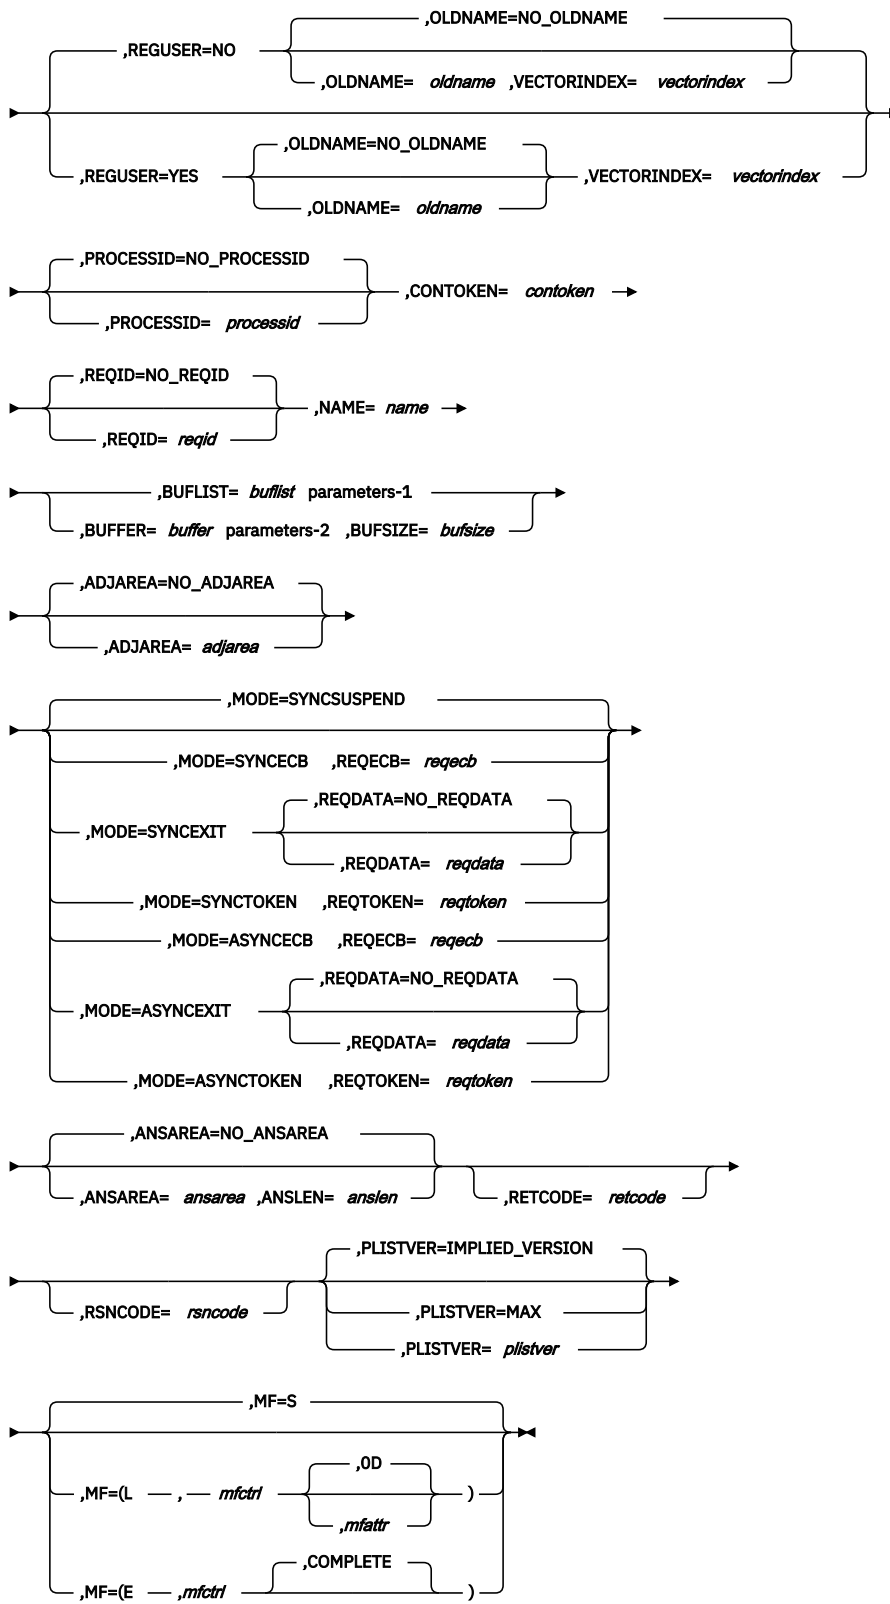 ,OLDNAME=NO_OLDNAME
,REGUSER=NO
,OLDNAME= oldname ,VECTORINDEX= vectorindex
,OLDNAME=NO_OLDNAME
,REGUSER=YES ,VECTORINDEX= vectorindex
,OLDNAME= oldname
,PROCESSID=NO_PROCESSID
,CONTOKEN= contoken
,PROCESSID= processid
,REQID=NO_REQID
,NAME= name
,REQID= reqid
,BUFLIST= buflist parameters-1
,BUFFER= buffer parameters-2 ,BUFSIZE= bufsize
,ADJAREA=NO_ADJAREA
,ADJAREA= adjarea
,MODE=SYNCSUSPEND
,MODE=SYNCECB ,REQECB= reqecb
,REQDATA=NO_REQDATA
,MODE=SYNCEXIT
,REQDATA= reqdata
,MODE=SYNCTOKEN ,REQTOKEN= reqtoken
,MODE=ASYNCECB ,REQECB= reqecb
,REQDATA=NO_REQDATA
,MODE=ASYNCEXIT
,REQDATA= reqdata
,MODE=ASYNCTOKEN ,REQTOKEN= reqtoken
,ANSAREA=NO_ANSAREA
,ANSAREA= ansarea ,ANSLEN= anslen ,RETCODE= retcode
,PLISTVER=IMPLIED_VERSION
,RSNCODE= rsncode ,PLISTVER=MAX
,PLISTVER= plistver
,MF=S
,0D
,MF=(L , mfctrl )
,mfattr
,COMPLETE
,MF=(E ,mfctrl )